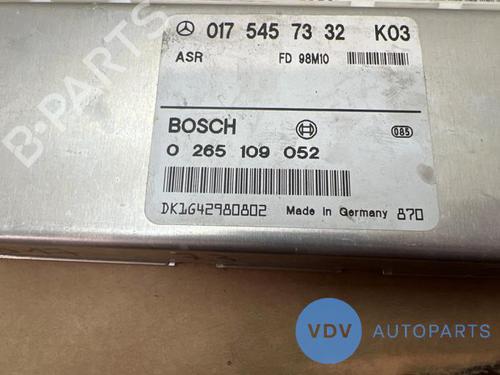 017 545 73 32 K03
ASR FD 98M10
BOSCH 085
0 265 109 052
DK1G42980802 Made in Germany 870
B-PARTS
VDV AUTOPARTS